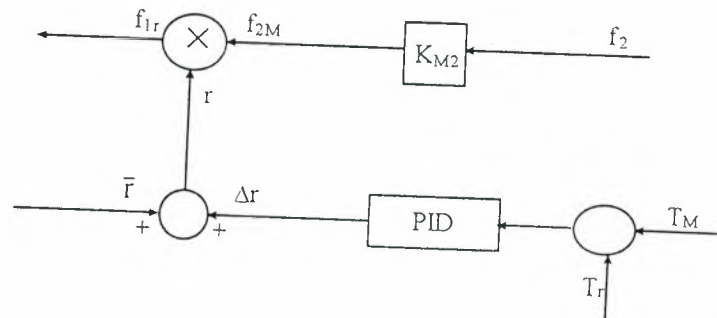 f1r
×
f2M
KM2
f2
r
r̄
+
+
Δr
PID
TM
Tr